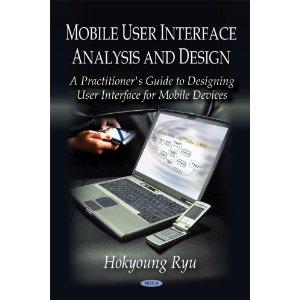 MOBILE USER INTERFACE
ANALYSIS AND DESIGN
A Practitioner's Guide to Designing
User Interface for Mobile Devices
Hokyoung Ryu
NOVA